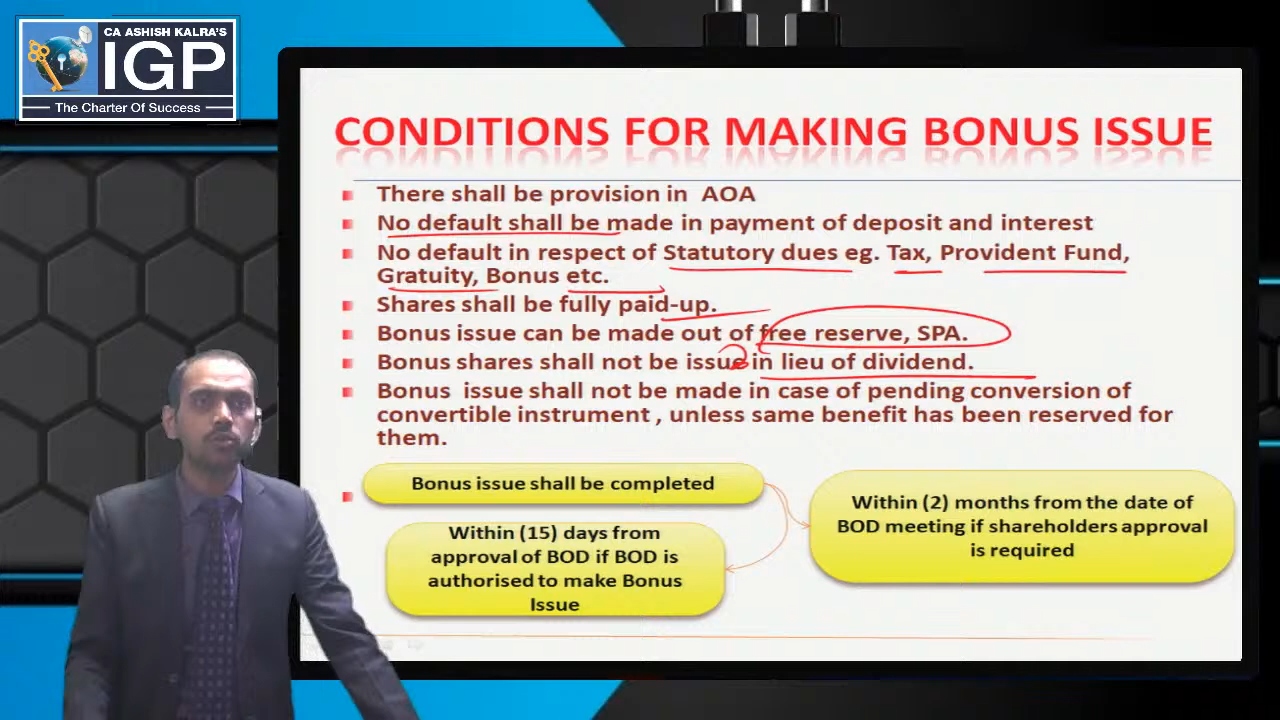 CA ASHISH KALRA'S
IGP
The Charter Of Success
CONDITIONS FOR MAKING BONUS ISSUE
There shall be provision in AOA
No default shall be made in payment of deposit and interest
No default in respect of Statutory dues eg. Tax, Provident Fund,
Gratuity, Bonus etc.
Shares shall be fully paid-up.
Bonus issue can be made out of free reserve, SPA.
Bonus shares shall not be issue in lieu of dividend.
Bonus issue shall not be made in case of pending conversion of
convertible instrument , unless same benefit has been reserved for
them.
Bonus issue shall be completed
Within (15) days from
approval of BOD if BOD is
authorised to make Bonus
Issue
Within (2) months from the date of
BOD meeting if shareholders approval
is required